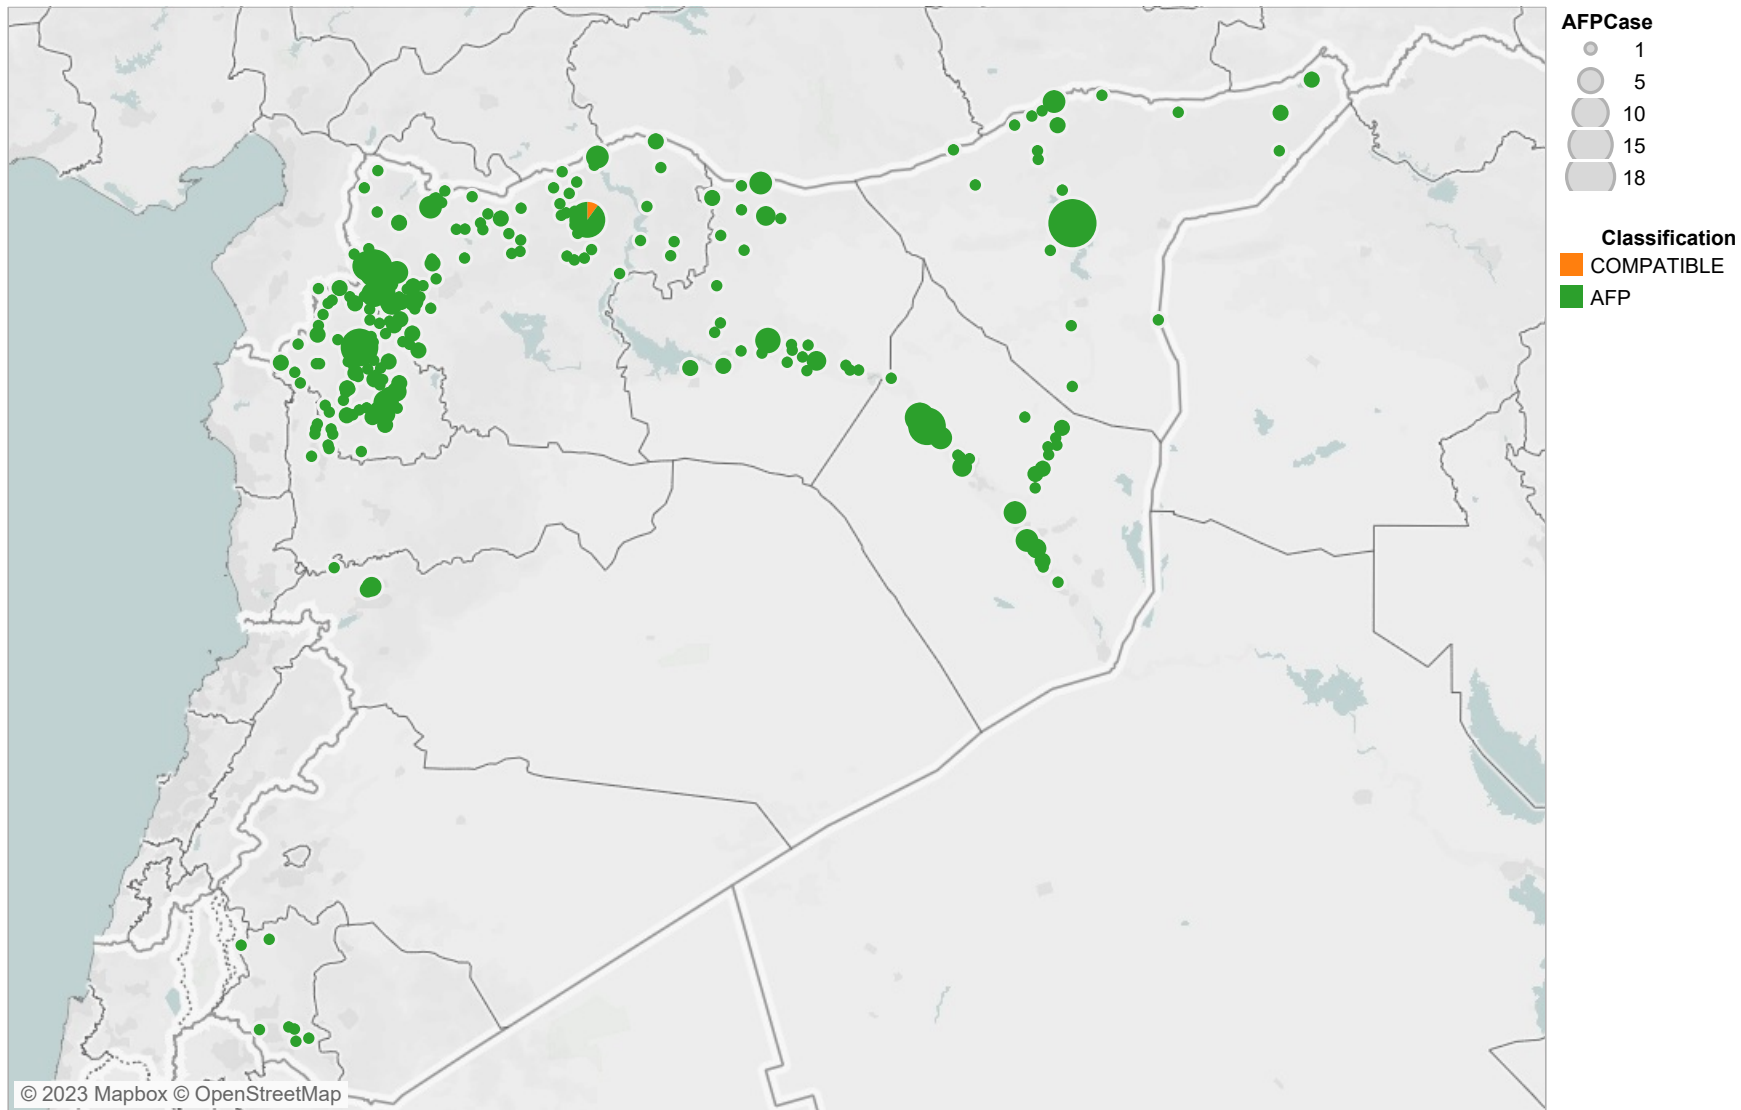 AFPCase
1
5
10
15
18
Classification
COMPATIBLE
AFP
© 2023 Mapbox © OpenStreetMap